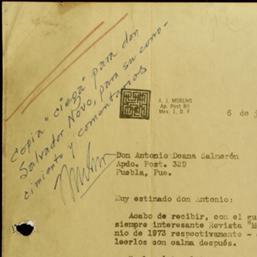 Copia "ciega" para don
Salvador Novo, para su cono-
cimiento y comentarios
A. J. MORENO
Ap. Post 80
Mex. 1, D. F
6 de j
Don Antonio Deana Salmerón
Apdo. Post. 329
Puebla, Pue.
Muy estimado don Antonio:
Acabo de recibir, con el gu
siempre interesante Revista "M
nio de 1973 respectivamente -
leerlos con calma después.